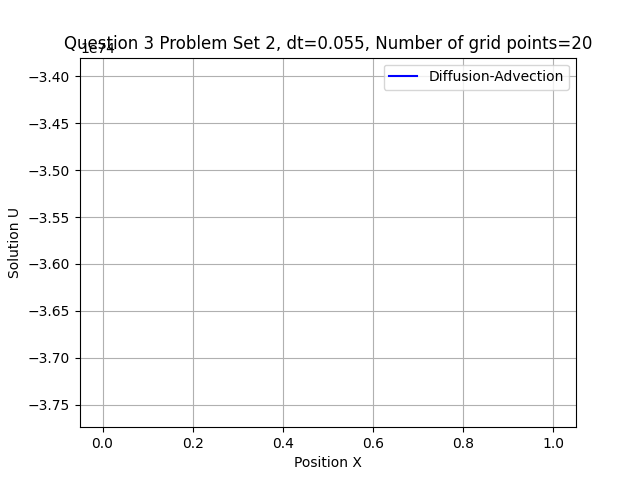 Question 3 Problem Set 2, dt=0.055, Number of grid points=20
1e74
Diffusion-Advection
−3.40
−3.45
−3.50
−3.55
−3.60
−3.65
−3.70
−3.75
Solution U
0.0 0.2 0.4 0.6 0.8 1.0
Position X